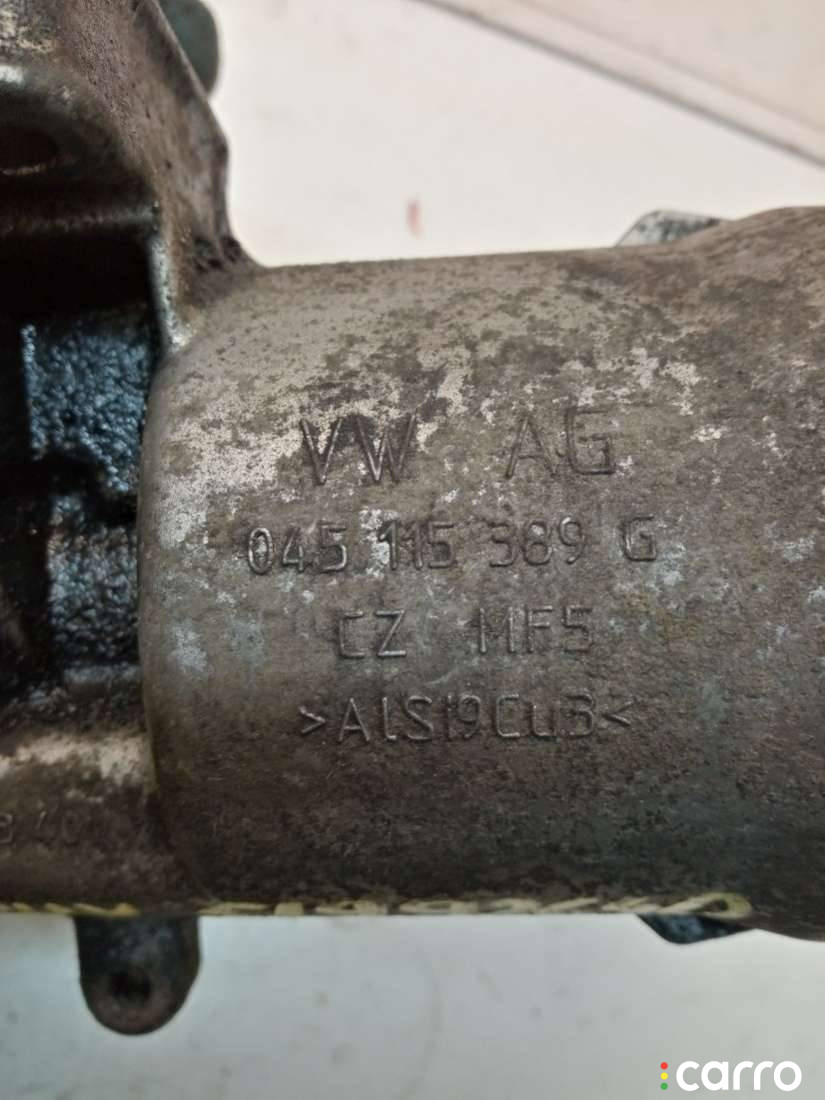 VW AG
045 115 389 G
CZ MF5
>AlSi9Cu3<
carro